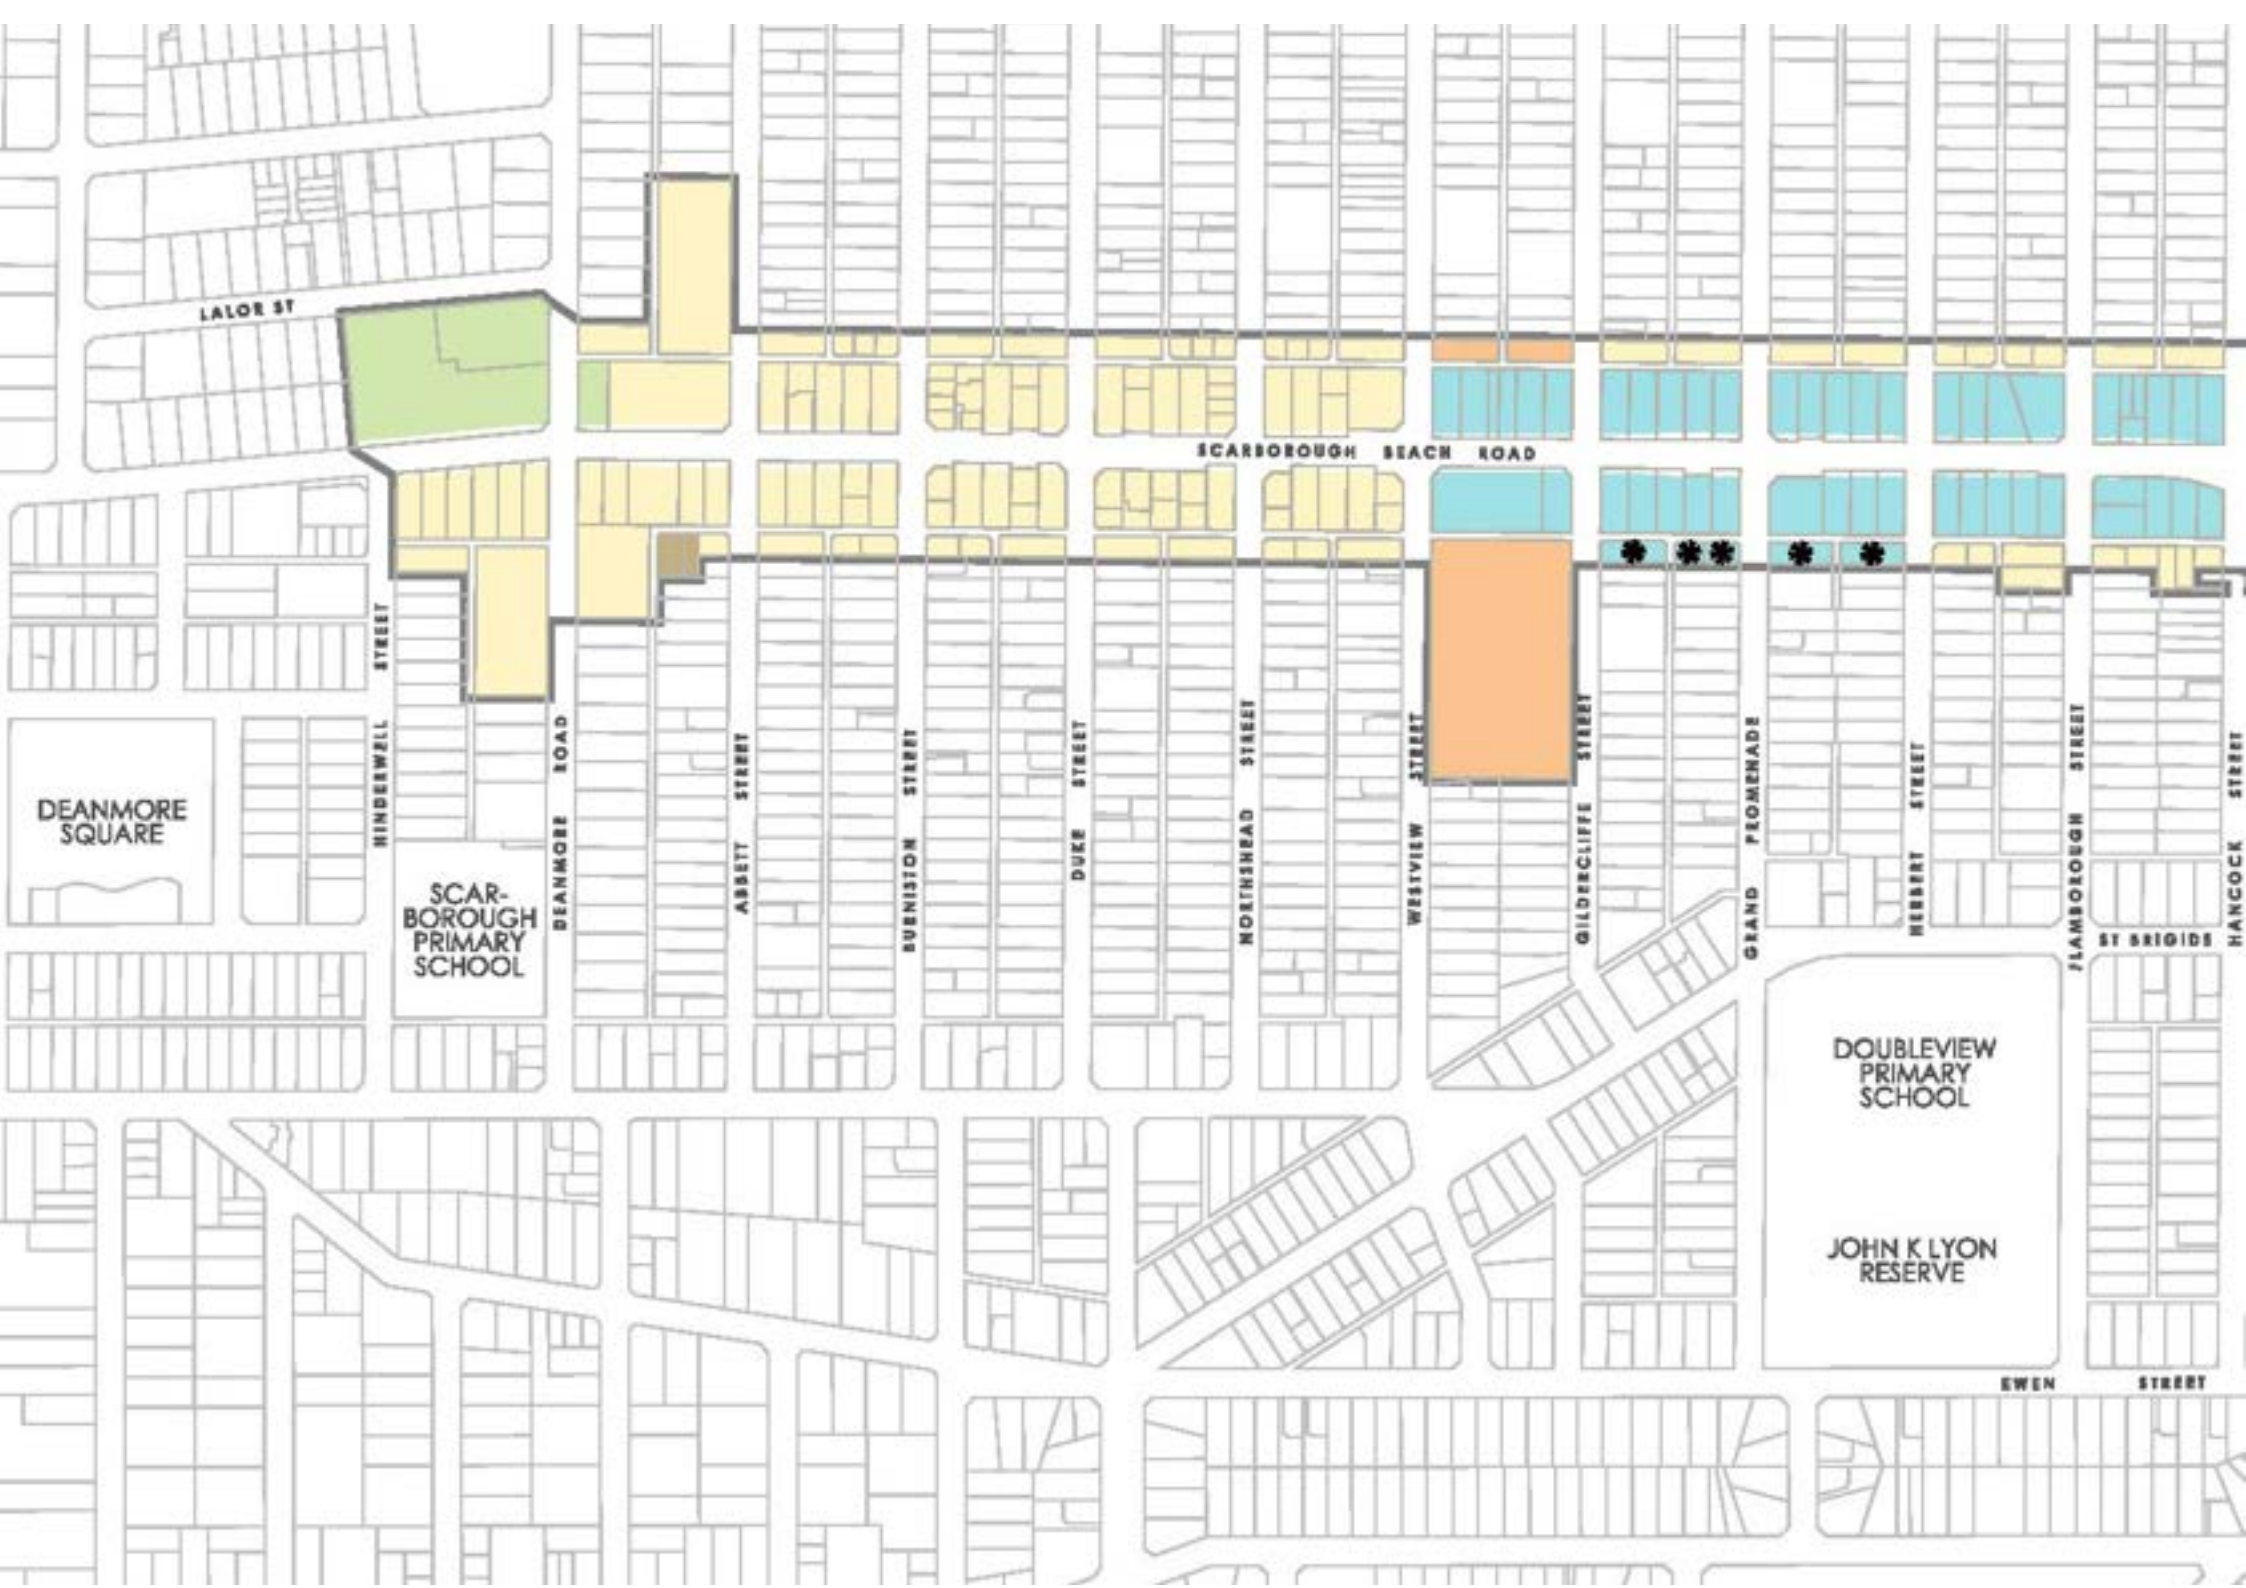 LALOR ST
SCARBOROUGH BEACH ROAD
HINDERWELL STREET
DEANMORE ROAD
ABBETT STREET
BURNISTON STREET
DUKE STREET
NORTHSHEAD STREET
WESTVIEW STREET
GILDERCLIFFE STREET
GRAND PROMENADE
HERBERT STREET
FLAMBOROUGH STREET
HANCOCK STREET
DEANMORE
SQUARE
SCAR-
BOROUGH
PRIMARY
SCHOOL
ST BRIGIDS
DOUBLEVIEW
PRIMARY
SCHOOL
JOHN K LYON
RESERVE
EWEN STREET